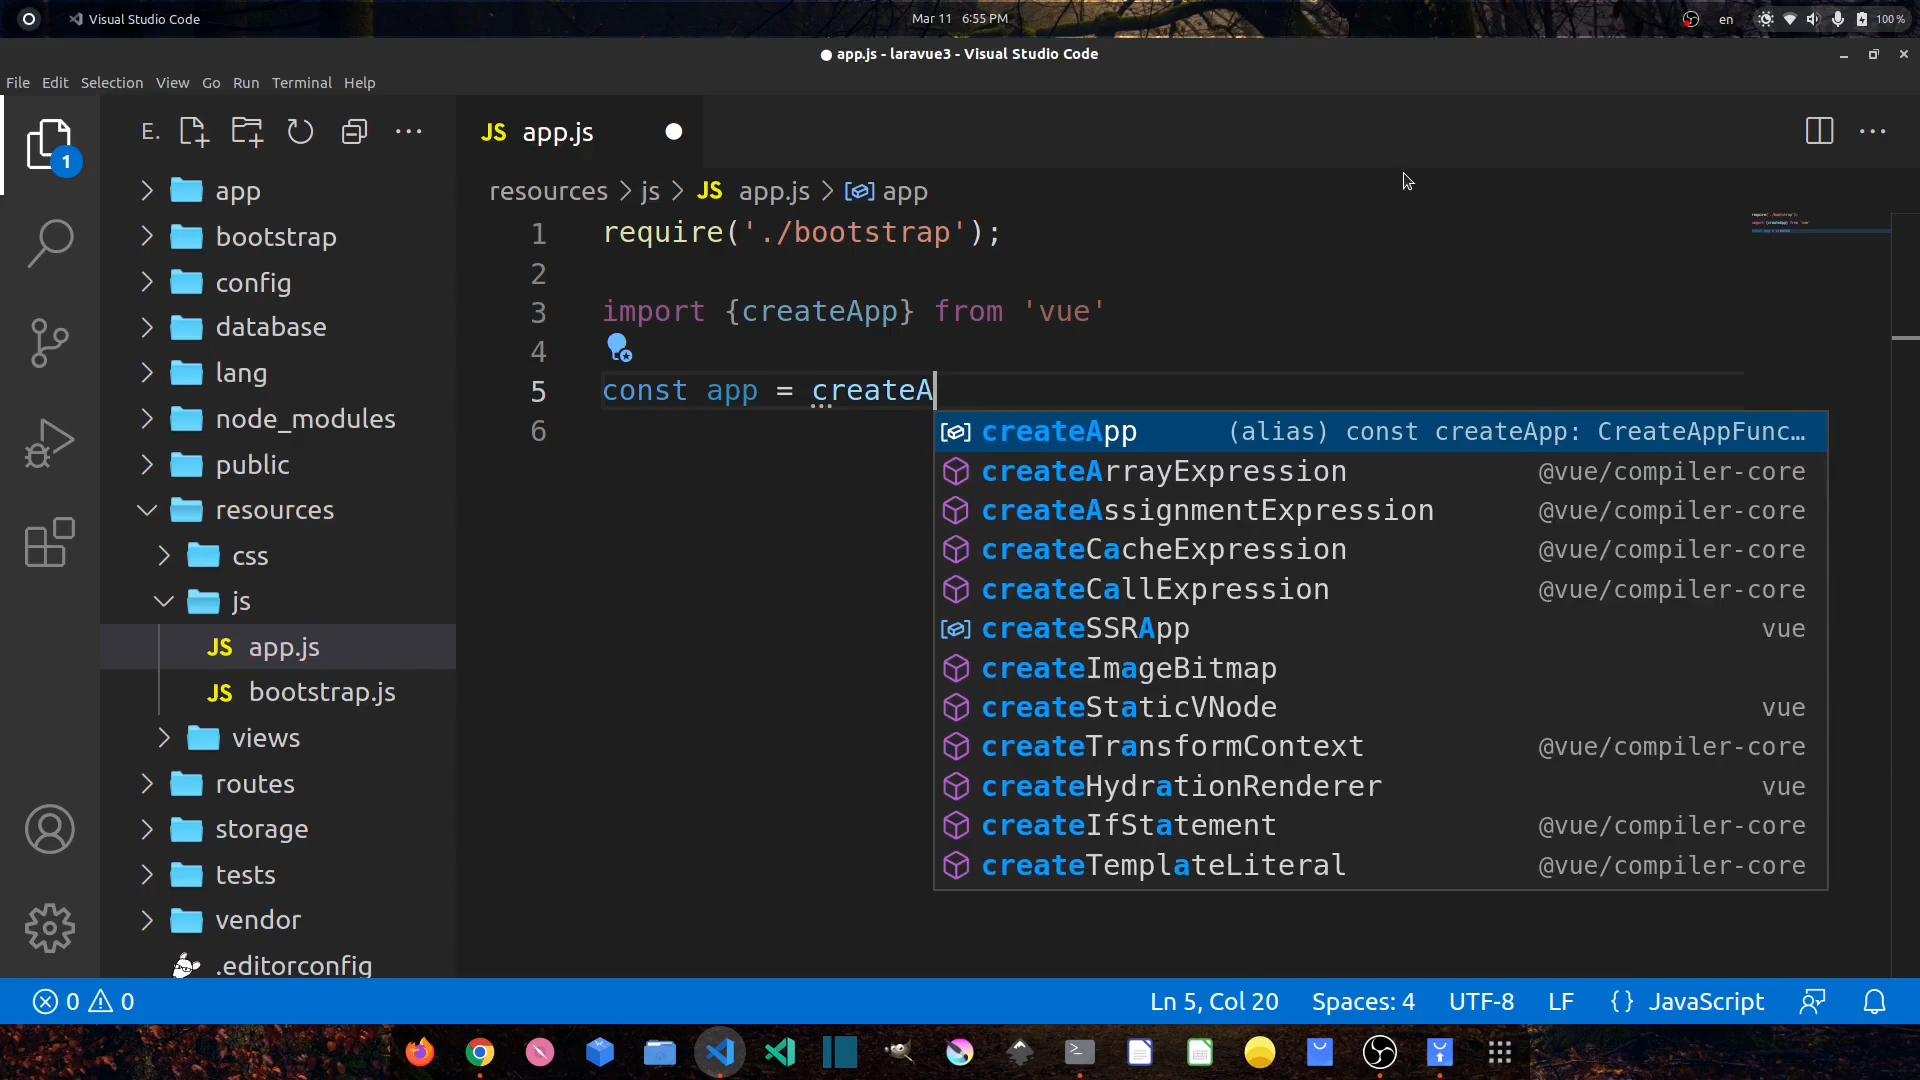 Visual Studio Code
Mar 11 6:55 PM
en
100 %
● app.js - laravue3 - Visual Studio Code
File Edit Selection View Go Run Terminal Help
1
E.
JS app.js
app
bootstrap
config
database
lang
node_modules
public
resources
css
js
JS app.js
JS bootstrap.js
views
routes
storage
tests
vendor
.editorconfig
resources > js > JS app.js > app
1 require('./bootstrap');
2
3 import {createApp} from 'vue'
4
5 const app = createA
6
createApp (alias) const createApp: CreateAppFunc…
createArrayExpression @vue/compiler-core
createAssignmentExpression @vue/compiler-core
createCacheExpression @vue/compiler-core
createCallExpression @vue/compiler-core
createSSRApp vue
createImageBitmap
createStaticVNode vue
createTransformContext @vue/compiler-core
createHydrationRenderer vue
createIfStatement @vue/compiler-core
createTemplateLiteral @vue/compiler-core
0 0
Ln 5, Col 20 Spaces: 4 UTF-8 LF {} JavaScript